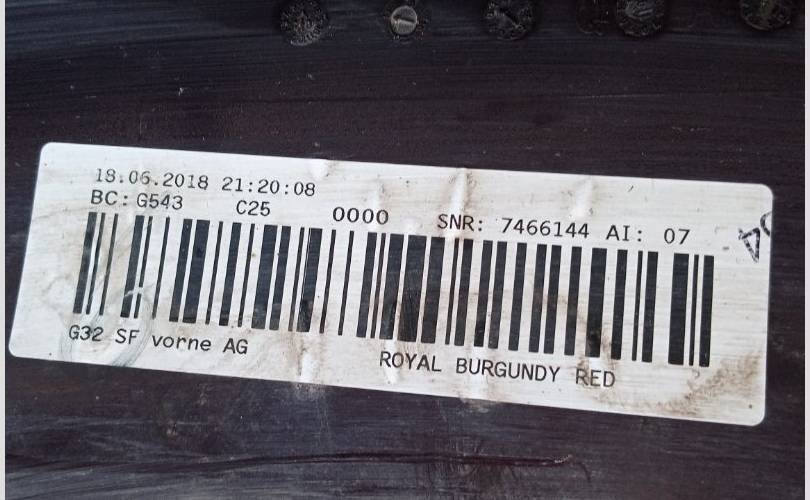 18.06.2018 21:20:08
BC: G543 C25 0000 SNR: 7466144 AI: 07
G32 SF vorne AG
ROYAL BURGUNDY RED